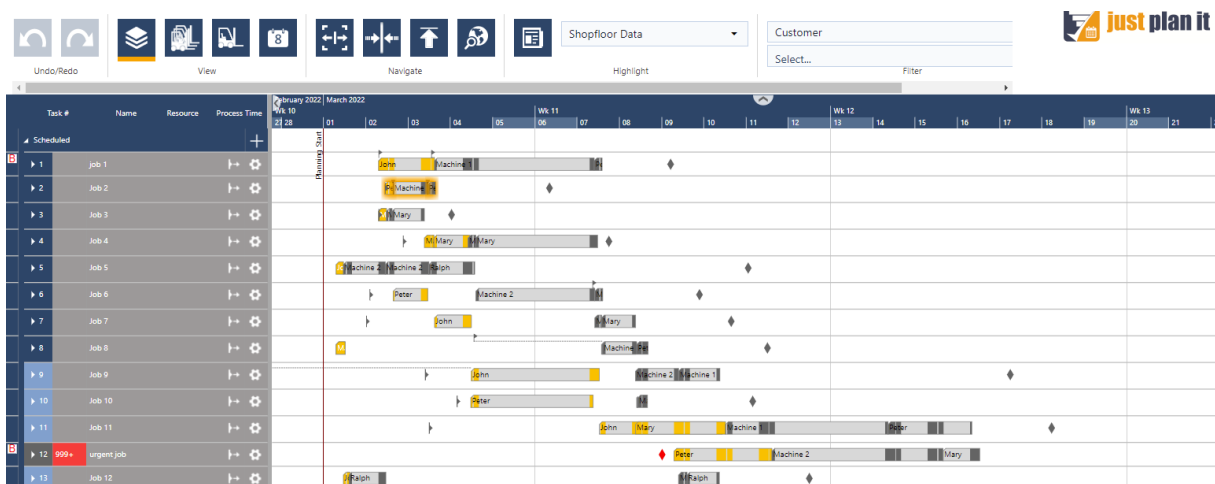 just plan it
8
Shopfloor Data
Customer
Select...
Undo/Redo View Navigate Highlight Filter
February 2022 March 2022
Task # Name Resource Process Time
Wk 10 Wk 11 Wk 12 Wk 13
28 01 02 03 04 05 06 07 08 09 10 11 12 13 14 15 16 17 18 19 20 21
Scheduled
Planning Start
B 1 job 1 John Machine 1
2 Job 2 Machine
3 Job 3 Mary
4 Job 4 M Mary Mary
5 Job 5 Machine 2 Machine 2 Ralph
6 Job 6 Peter Machine 2
7 Job 7 John Mary
8 Job 8 M Machine
9 Job 9 John Machine 2 Machine 1
10 Job 10 Peter M
11 Job 11 John Mary Machine 1 Peter
B 12 999+ urgent job Peter Machine 2 Mary
13 Job 12 Ralph Ralph